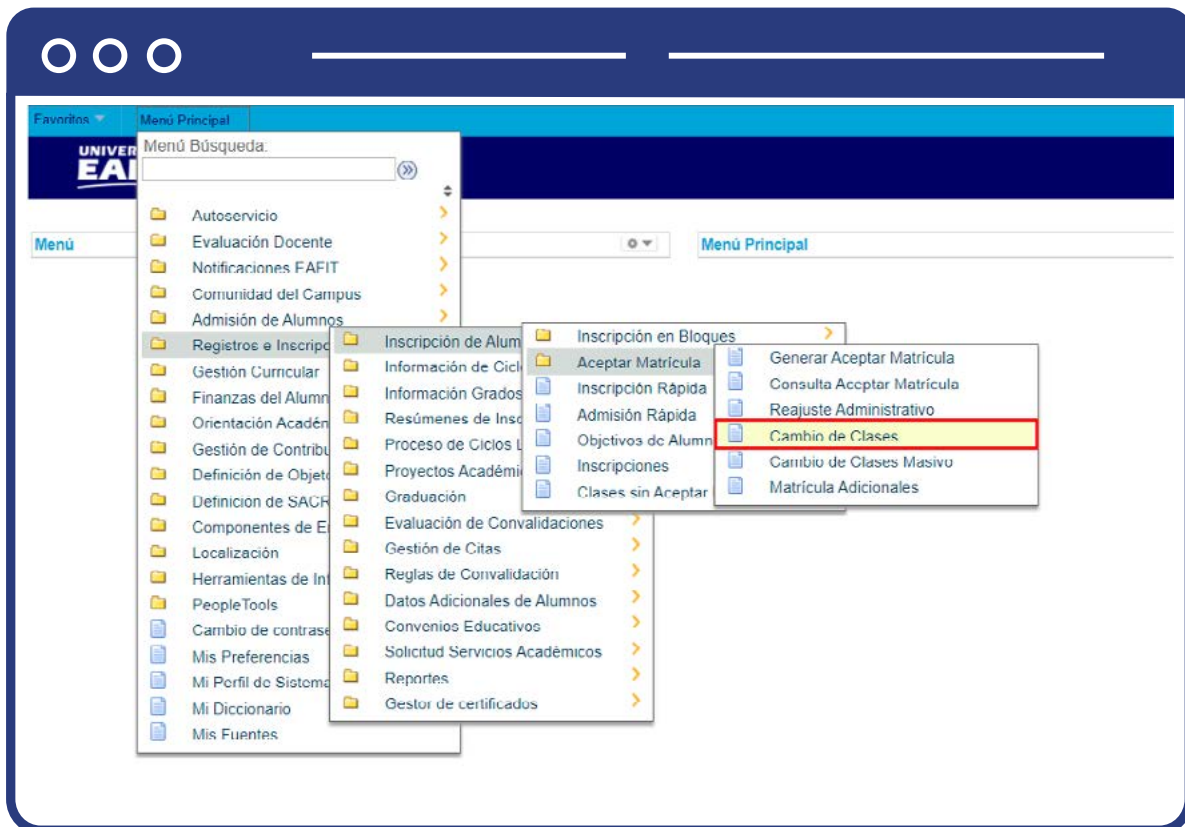 Favoritos
Menú Principal
UNIVER
EAI
Menú Búsqueda:
Menú
Menú Principal
Autoservicio
Evaluación Docente
Notificaciones EAFIT
Comunidad del Campus
Admisión de Alumnos
Registros e Inscripc
Gestión Curricular
Finanzas del Alumn
Orientación Académ
Gestión de Contribu
Definición de Objeto
Definición de SACR
Componentes de E
Localización
Herramientas de Inf
PeopleTools
Cambio de contrase
Mis Preferencias
Mi Perfil de Sistema
Mi Diccionario
Mis Fuentes
Inscripción de Alum
Información de Cicl
Información Grados
Resúmenes de Insc
Proceso de Ciclos L
Proyectos Académi
Graduación
Evaluación de Convalidaciones
Gestión de Citas
Reglas de Convalidación
Datos Adicionales de Alumnos
Convenios Educativos
Solicitud Servicios Académicos
Reportes
Gestor de certificados
Inscripción en Bloques
Aceptar Matrícula
Inscripción Rápida
Admisión Rápida
Objetivos de Alumn
Inscripciones
Clases sin Aceptar
Generar Aceptar Matrícula
Consulta Aceptar Matrícula
Reajuste Administrativo
Cambio de Clases
Cambio de Clases Masivo
Matrícula Adicionales